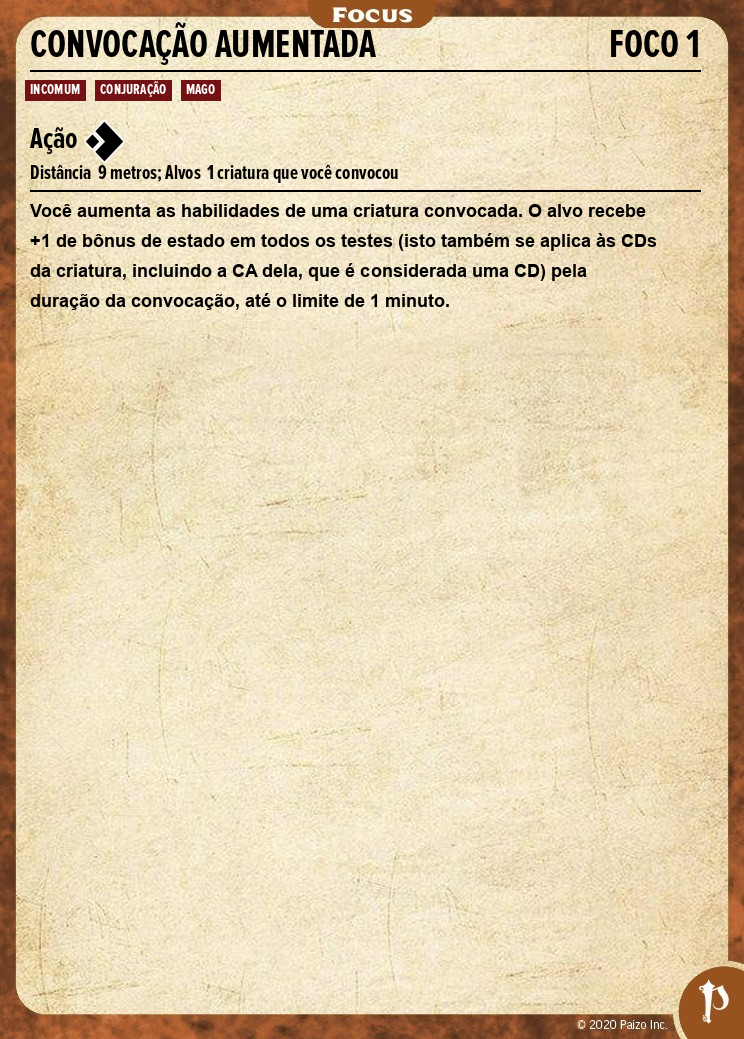 Focus
CONVOCAÇÃO AUMENTADA FOCO 1
INCOMUM CONJURAÇÃO MAGO
Ação
Distância 9 metros; Alvos 1 criatura que você convocou
Você aumenta as habilidades de uma criatura convocada. O alvo recebe
+1 de bônus de estado em todos os testes (isto também se aplica às CDs
da criatura, incluindo a CA dela, que é considerada uma CD) pela
duração da convocação, até o limite de 1 minuto.
© 2020 Paizo Inc.
P